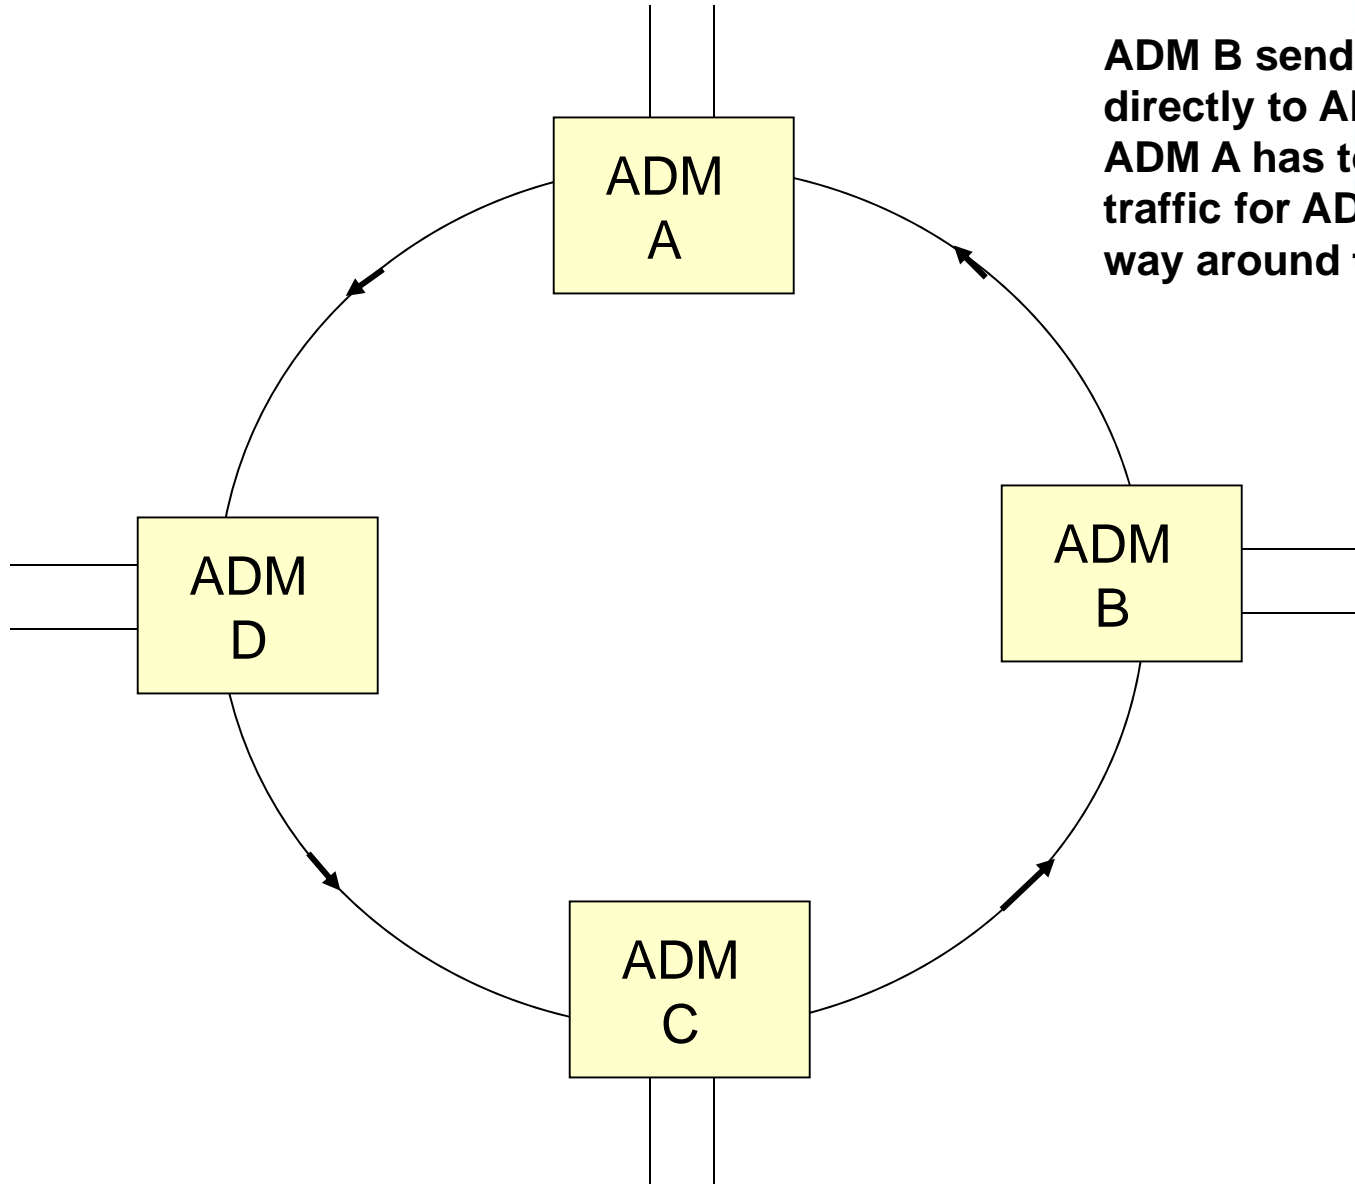 ADM B send
directly to A
ADM A has t
traffic for AD
way around
ADM
A
ADM
B
ADM
D
ADM
C